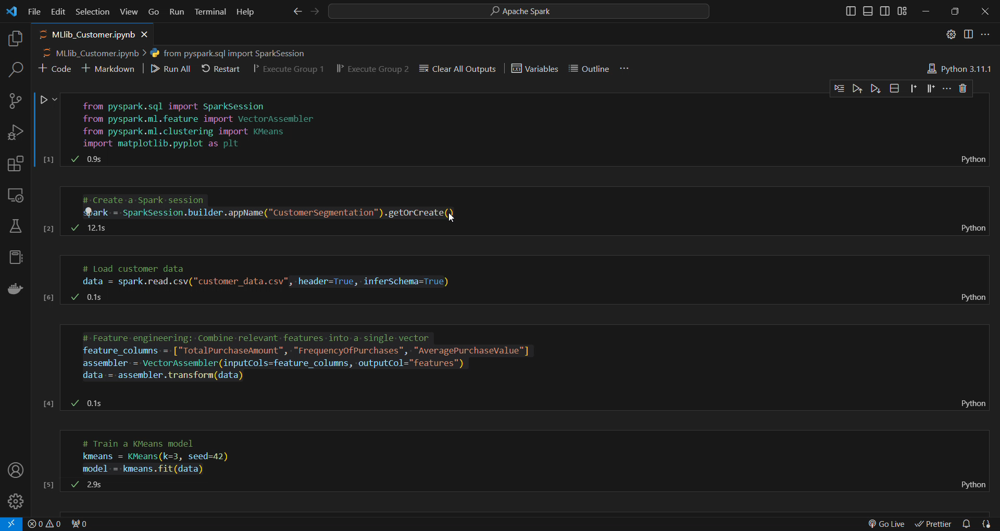 File Edit Selection View Go Run Terminal Help Apache Spark
MLlib_Customer.ipynb
MLlib_Customer.ipynb > from pyspark.sql import SparkSession
+ Code + Markdown Run All Restart Execute Group 1 Execute Group 2 Clear All Outputs Variables Outline ... Python 3.11.1
from pyspark.sql import SparkSession
from pyspark.ml.feature import VectorAssembler
from pyspark.ml.clustering import KMeans
import matplotlib.pyplot as plt
[1] ✓ 0.9s Python
# Create a Spark session
spark = SparkSession.builder.appName("CustomerSegmentation").getOrCreate()
[2] ✓ 12.1s Python
# Load customer data
data = spark.read.csv("customer_data.csv", header=True, inferSchema=True)
[6] ✓ 0.1s Python
# Feature engineering: Combine relevant features into a single vector
feature_columns = ["TotalPurchaseAmount", "FrequencyOfPurchases", "AveragePurchaseValue"]
assembler = VectorAssembler(inputCols=feature_columns, outputCol="features")
data = assembler.transform(data)
[4] ✓ 0.1s Python
# Train a KMeans model
kmeans = KMeans(k=3, seed=42)
model = kmeans.fit(data)
[5] ✓ 2.9s Python
0 0 0 Go Live Prettier